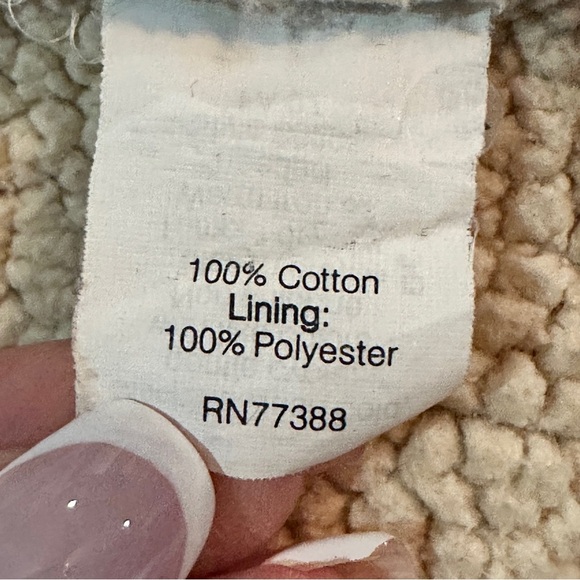 100% Cotton
Lining:
100% Polyester
RN77388